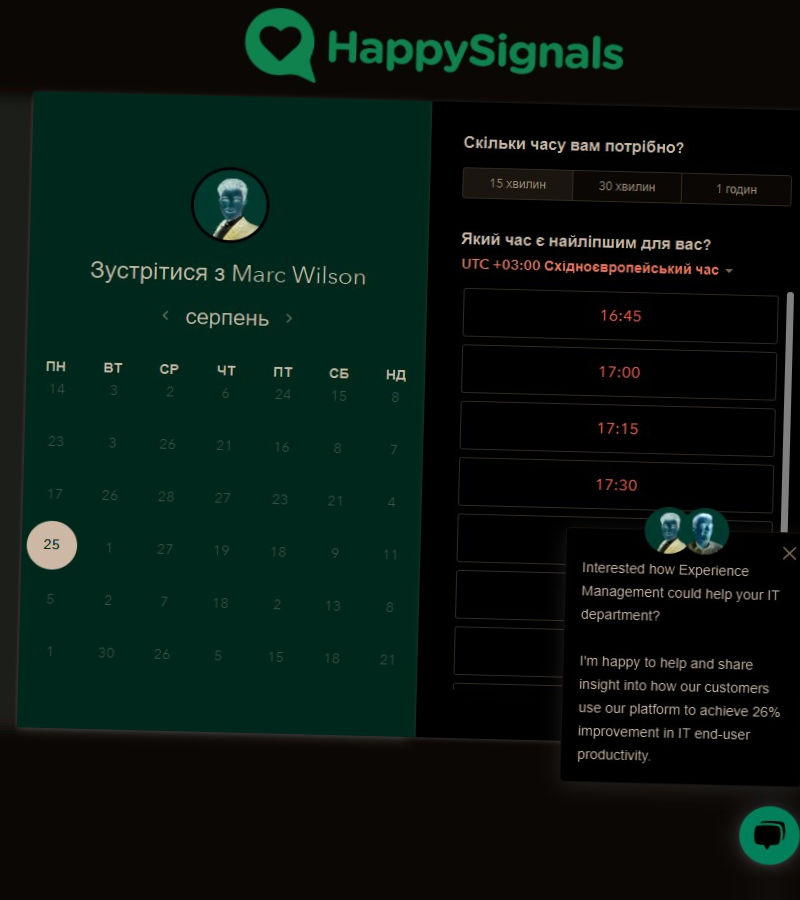 HappySignals
Зустрітися з Marc Wilson
серпень
ПН ВТ СР ЧТ ПТ СБ НД
14 3 2 6 24 15 8
23 3 26 21 16 8 7
17 26 28 27 23 21 4
25 1 27 19 18 9 11
5 2 7 18 2 13 8
1 30 26 5 15 18 21
Скільки часу вам потрібно?
15 хвилин 30 хвилин 1 годин
Який час є найліпшим для вас?
UTC +03:00 Східноєвропейський час
16:45
17:00
17:15
17:30
Interested how Experience
Management could help your IT
department?
I'm happy to help and share
insight into how our customers
use our platform to achieve 26%
improvement in IT end-user
productivity.